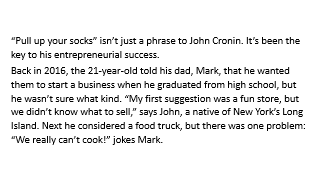 “Pull up your socks” isn’t just a phrase to John Cronin. It’s been the
key to his entrepreneurial success.
Back in 2016, the 21-year-old told his dad, Mark, that he wanted
them to start a business when he graduated from high school, but
he wasn’t sure what kind. “My first suggestion was a fun store, but
we didn’t know what to sell,” says John, a native of New York’s Long
Island. Next he considered a food truck, but there was one problem:
“We really can’t cook!” jokes Mark.